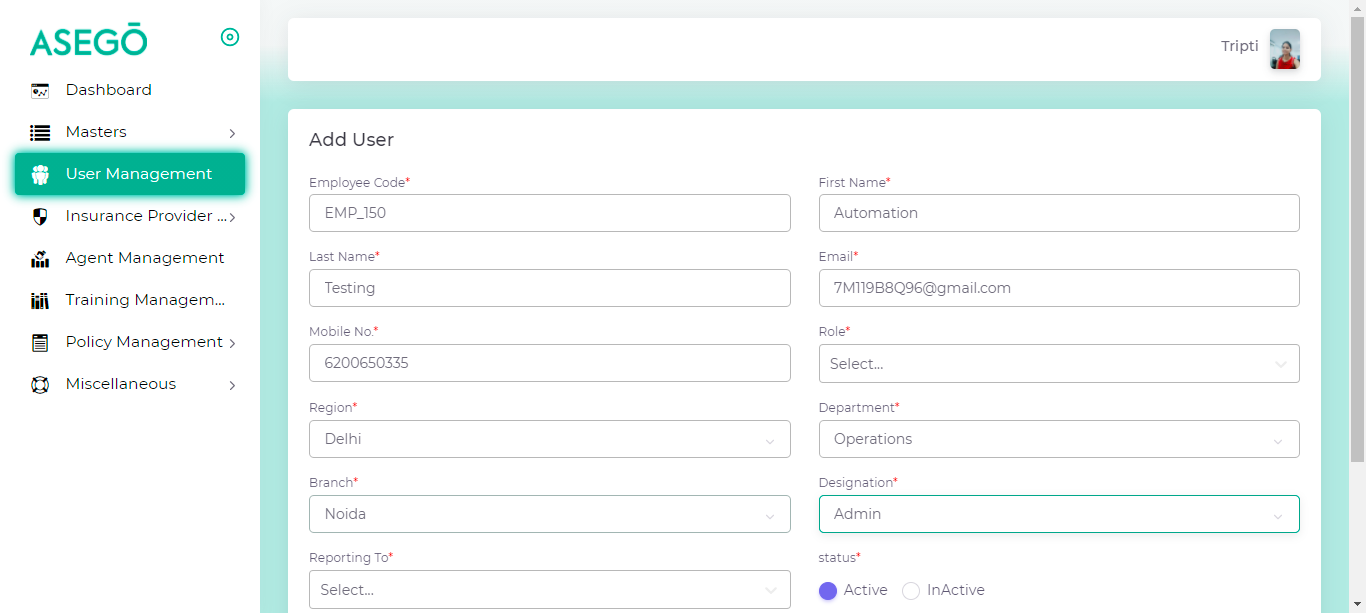 ASEGŌ
Dashboard
Masters
User Management
Insurance Provider ...
Agent Management
Training Managem...
Policy Management
Miscellaneous
Tripti
Add User
Employee Code*
EMP_150
First Name*
Automation
Last Name*
Testing
Email*
7M119B8Q96@gmail.com
Mobile No.*
6200650335
Role*
Select...
Region*
Delhi
Department*
Operations
Branch*
Noida
Designation*
Admin
Reporting To*
Select...
status*
Active InActive